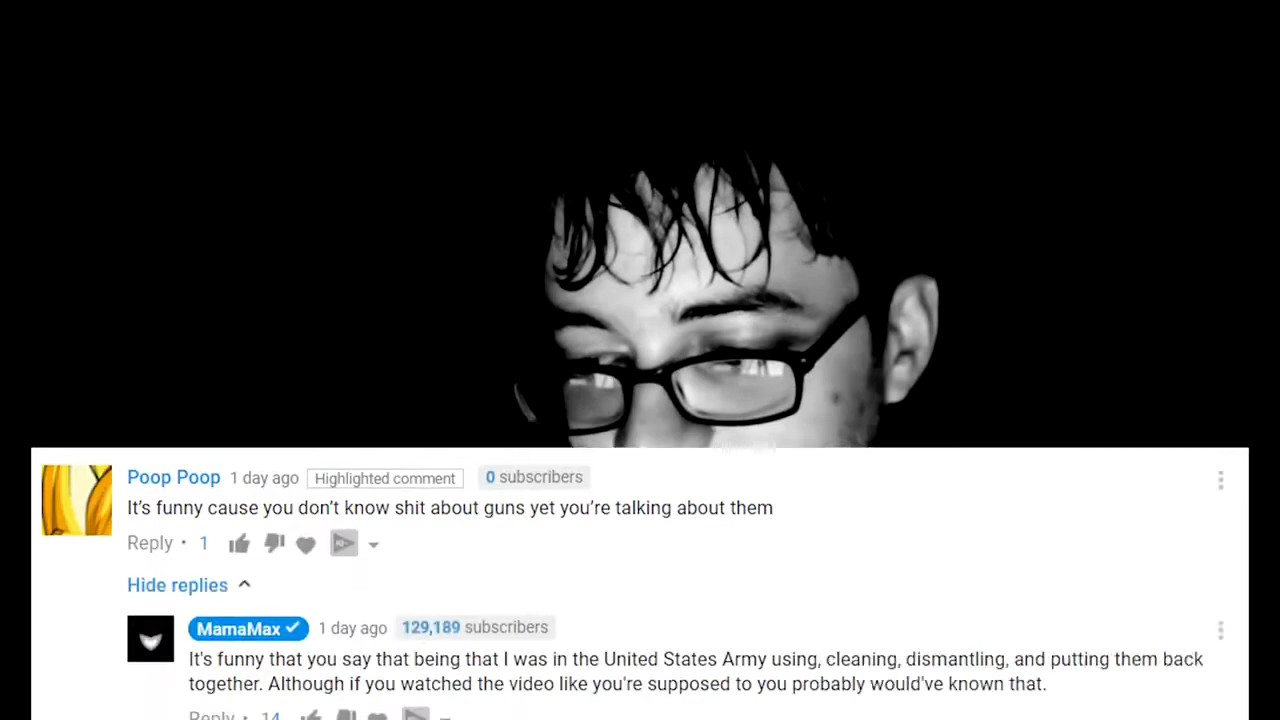 Poop Poop 1 day ago Highlighted comment 0 subscribers
It's funny cause you don't know shit about guns yet you're talking about them
Reply • 1
Hide replies
MamaMax 1 day ago 129,189 subscribers
It's funny that you say that being that I was in the United States Army using, cleaning, dismantling, and putting them back
together. Although if you watched the video like you're supposed to you probably would've known that.
Reply • 14